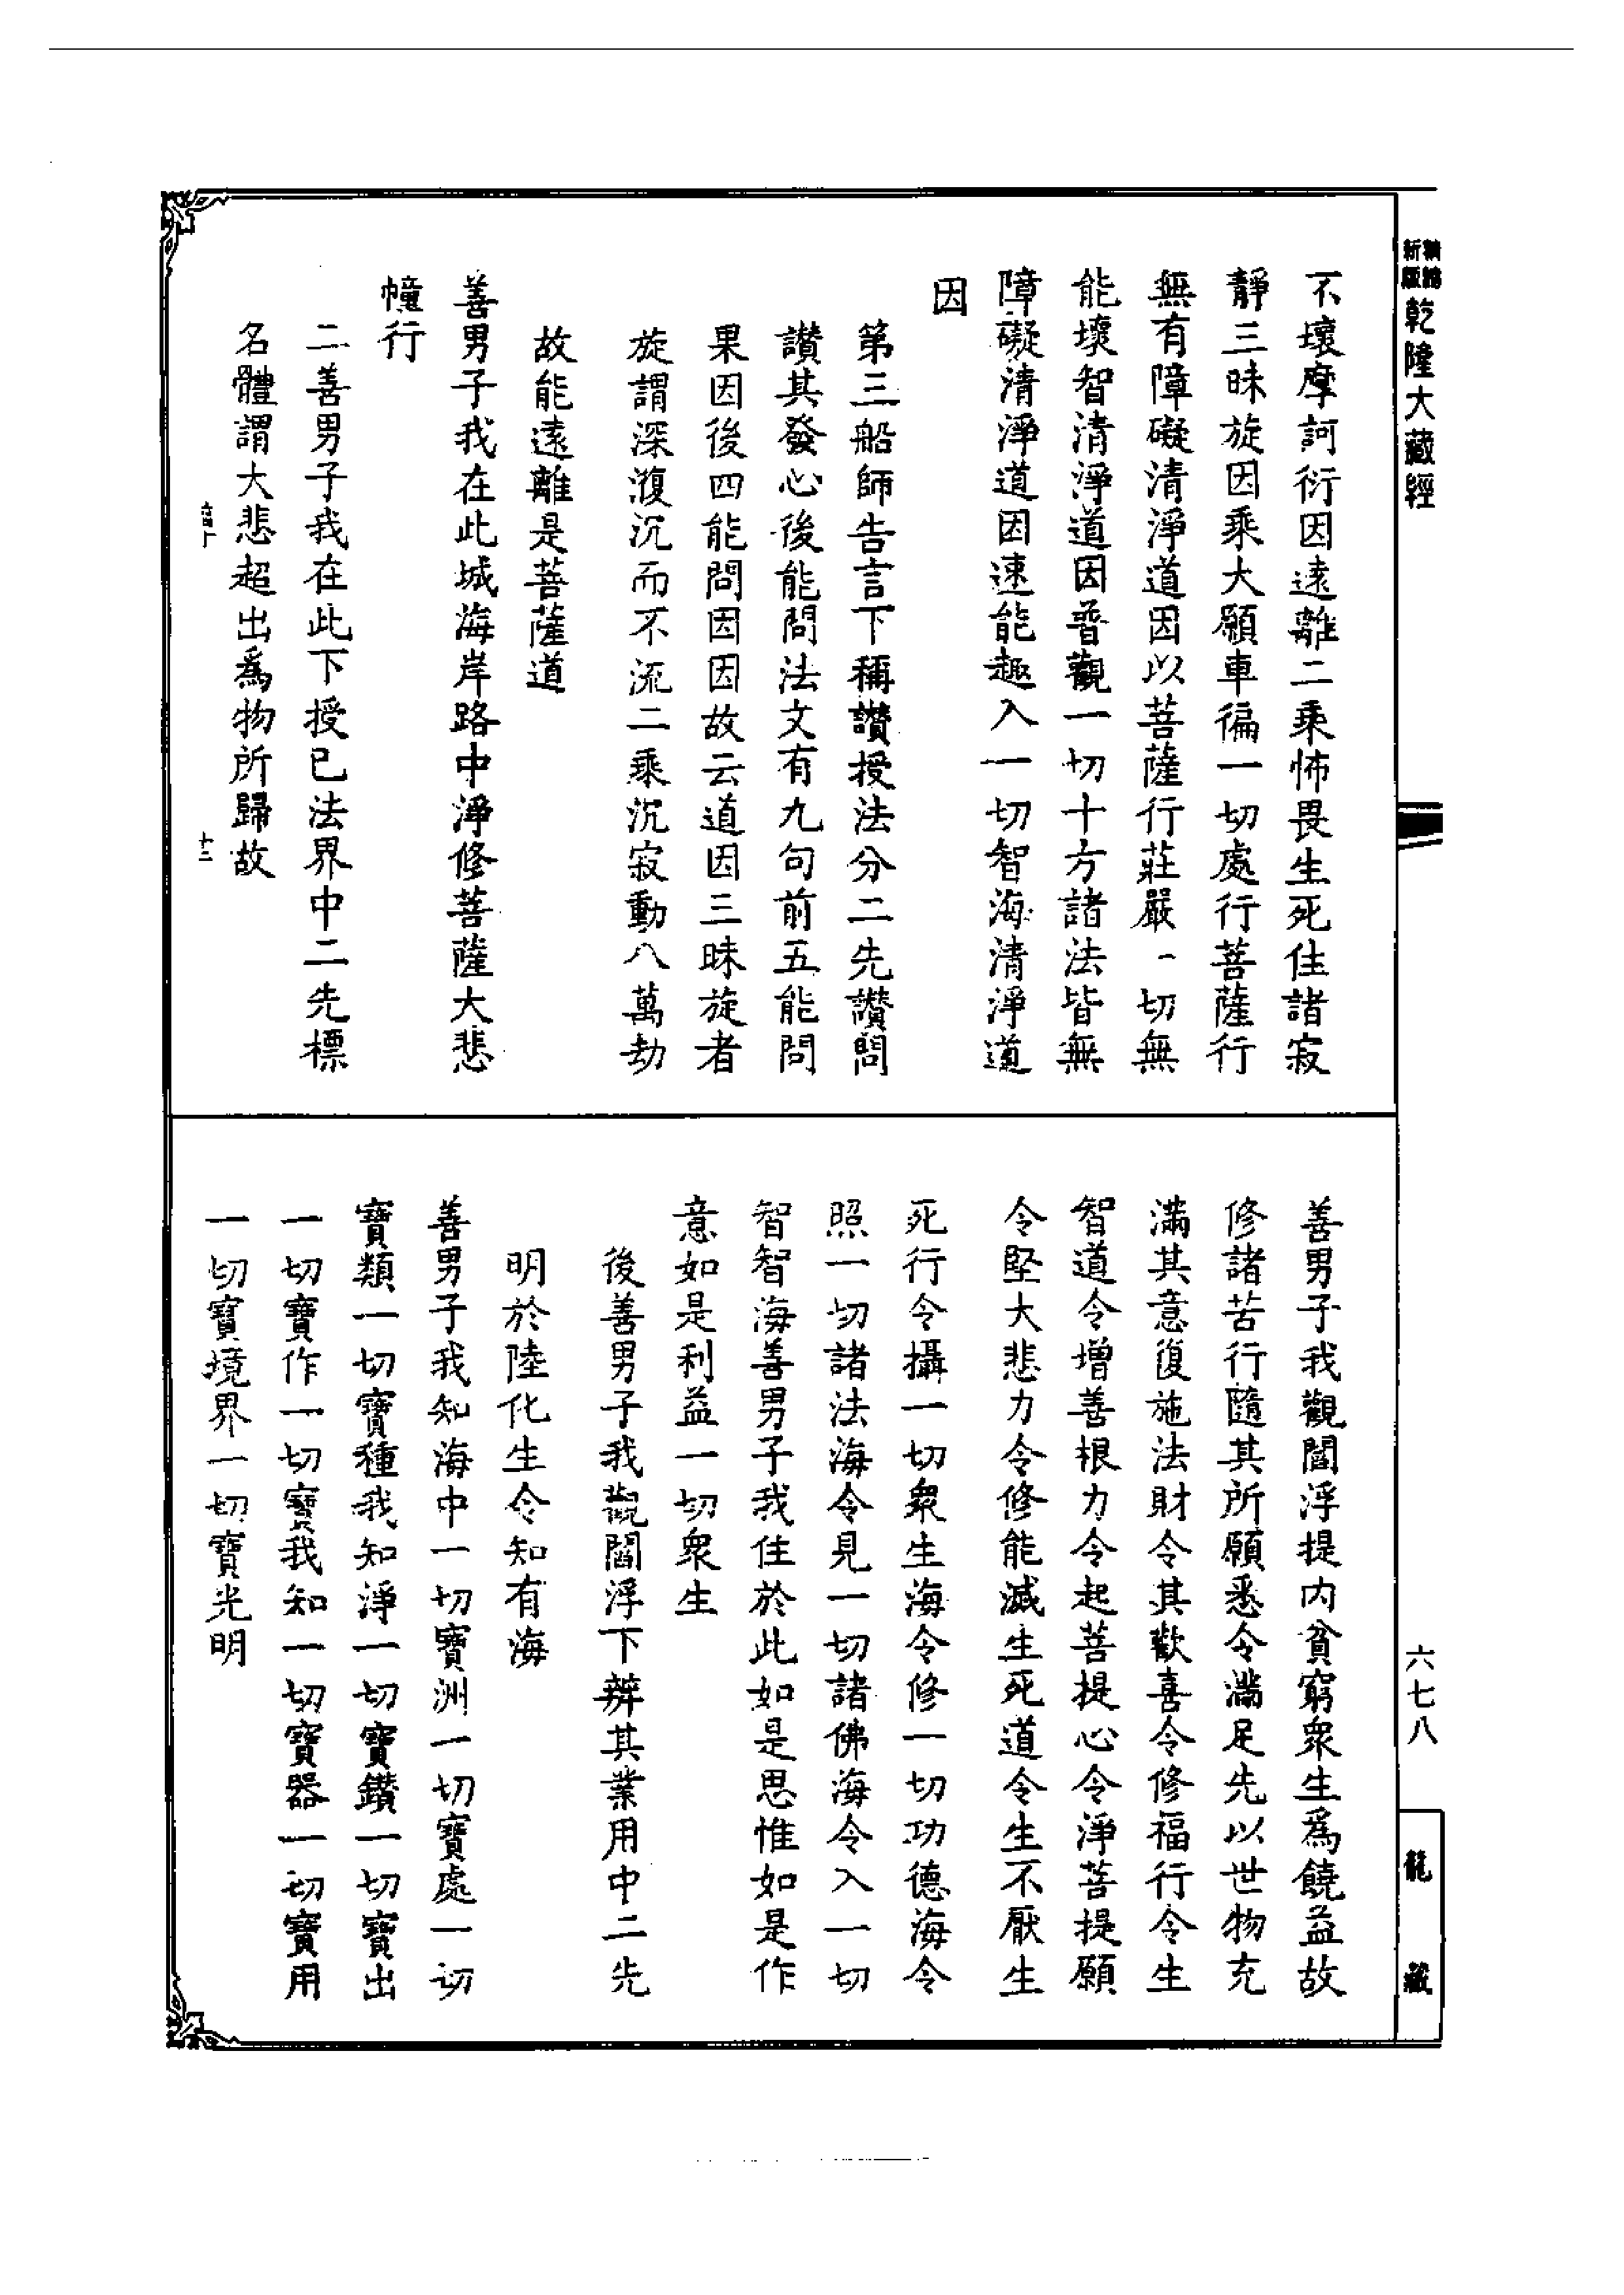 精編
新版
乾隆大藏經
不壞摩訶衍因遠離二乘怖畏生死住諸寂
靜三昧旋因乘大願車徧一切處行菩薩行
無有障礙清淨道因以菩薩行莊嚴一切無
能壞智清淨道因普觀一切十方諸法皆無
障礙清淨道因速能趣入一切智海清淨道
因
第三船師告言下稱讚授法分二先讚問
讚其發心後能問法文有九句前五能問
果因後四能問因因故云道因三昧旋者
旋謂深澓沉而不流二乘沉寂動八萬劫
故能遠離是菩薩道
善男子我在此城海岸路中淨修菩薩大悲
幢行
二善男子我在此下授已法界中二先標
名體謂大悲超出爲物所歸故
十三
善男子我觀閻浮提内貧窮衆生爲饒益故
修諸苦行隨其所願悉令滿足先以世物充
滿其意復施法財令其歡喜令修福行令生
智道令增善根力令起菩提心令淨菩提願
令堅大悲力令修能滅生死道令生不厭生
死行令攝一切衆生海令修一切功德海令
照一切諸法海令見一切諸佛海令入一切
智智海善男子我住於此如是思惟如是作
意如是利益一切衆生
後善男子我觀閻浮下辨其業用中二先
明於陸化生令知有海
善男子我知海中一切寶洲一切寶處一切
寶類一切寶種我知淨一切寶鑽一切寶出
一切寶作一切寶我知一切寶器一切寶用
一切寶境界一切寶光明
六七八
龍藏